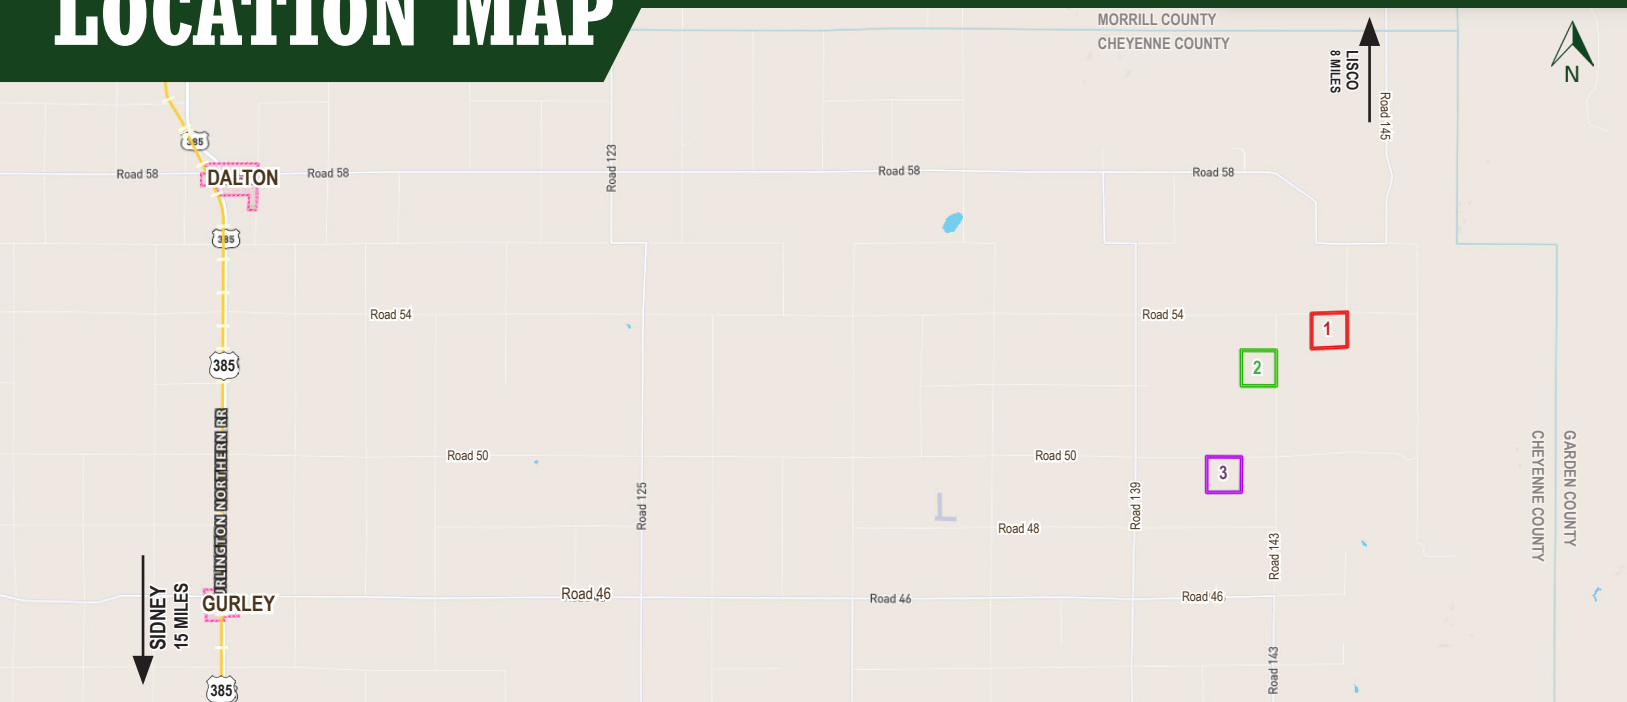 LOCATION MAP
MORRILL COUNTY
CHEYENNE COUNTY
LISCO
8 MILES
N
Road 145
Road 123
385
Road 58
DALTON
Road 58
Road 58
Road 58
385
Road 54
Road 54
1
2
385
BURLINGTON NORTHERN RR
Road 50
Road 50
3
GARDEN COUNTY
CHEYENNE COUNTY
Road 125
Road 139
Road 48
Road 143
SIDNEY
15 MILES
GURLEY
Road 46
Road 46
Road 46
Road 143
385